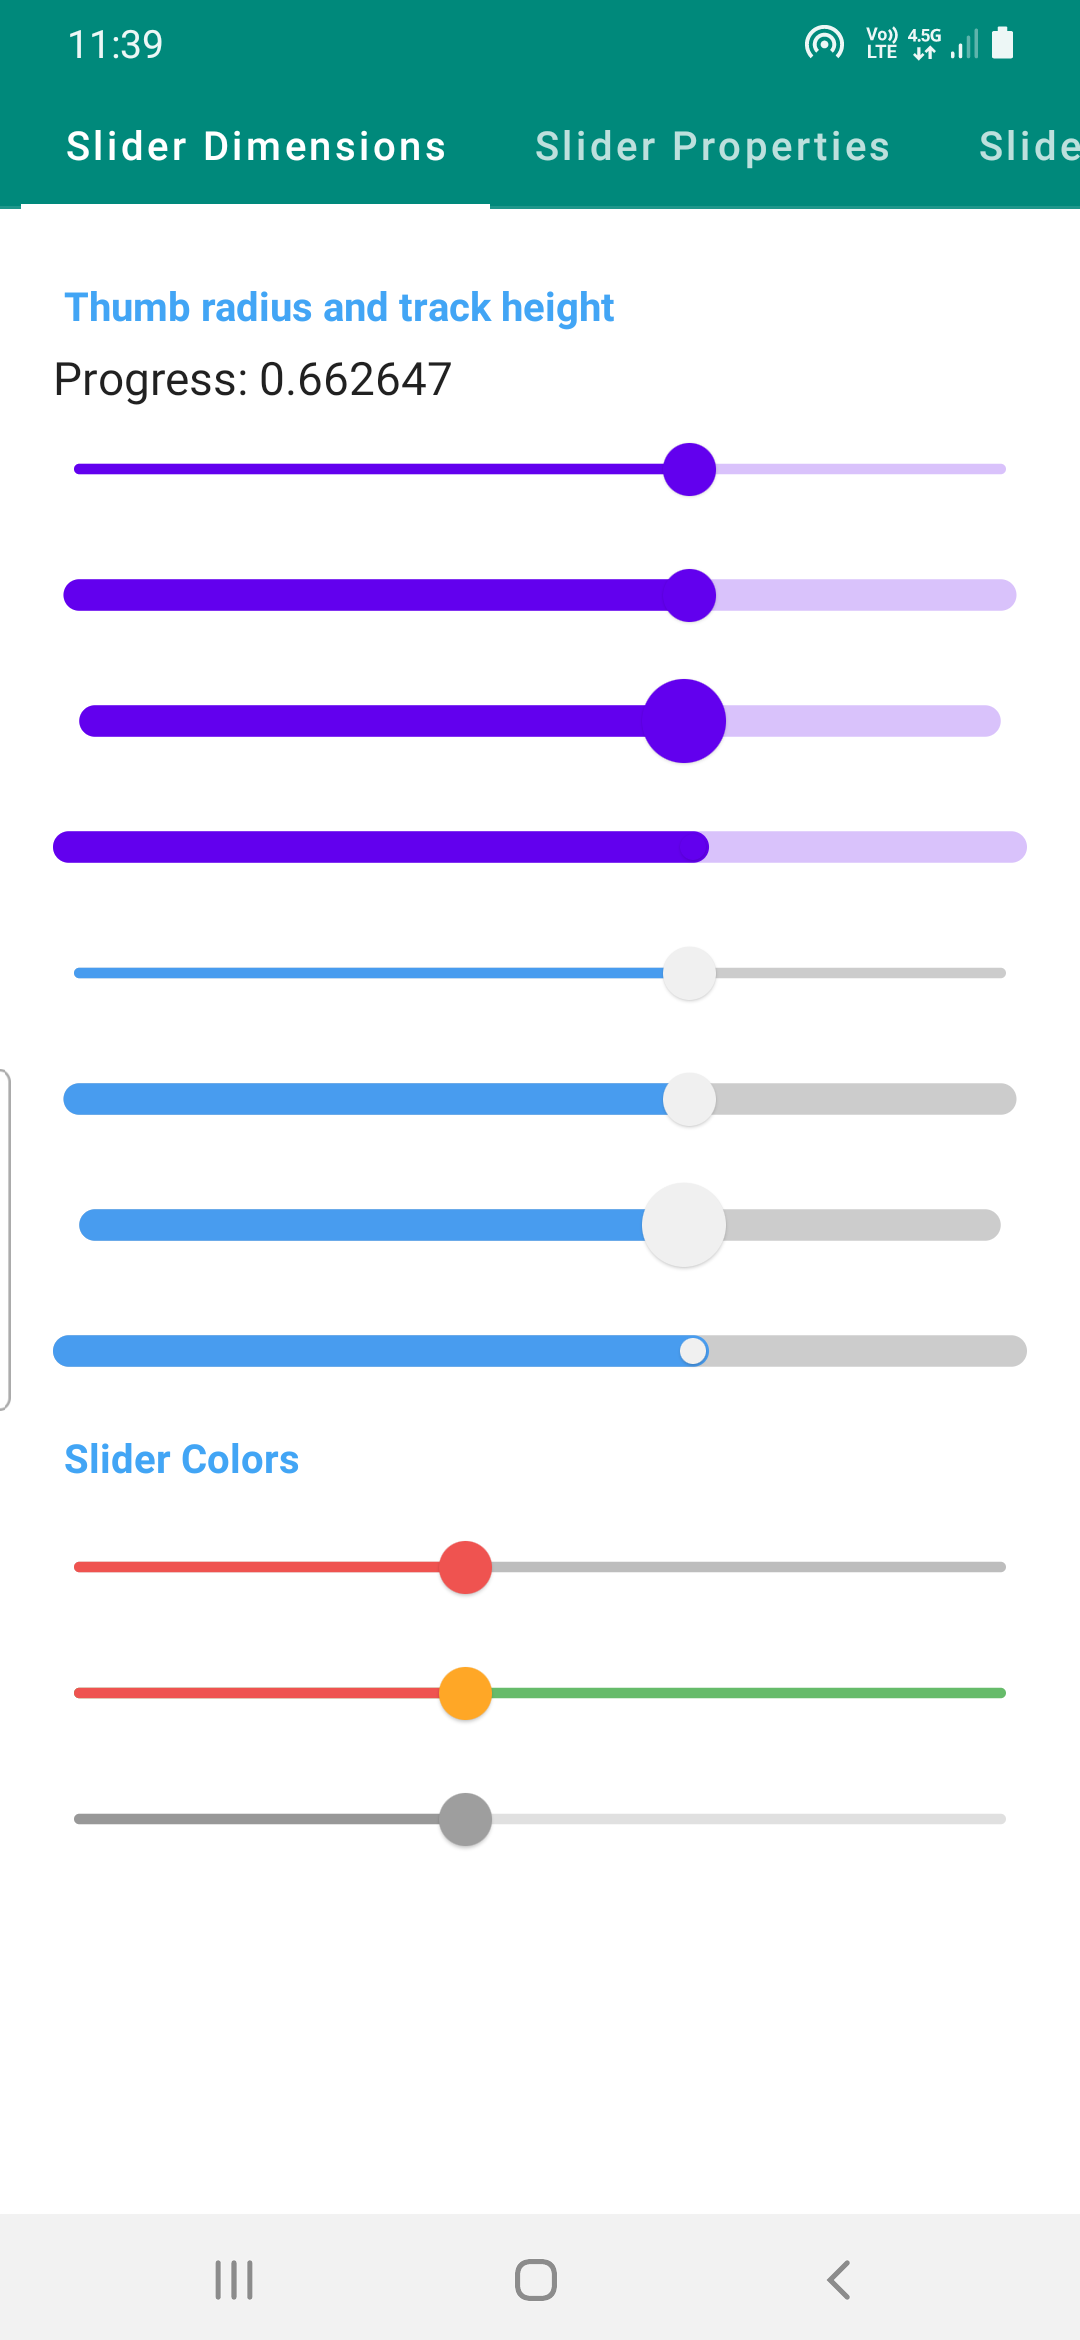 11:39
Vo)) 4.5G
LTE
Slider Dimensions Slider Properties Slide
Thumb radius and track height
Progress: 0.662647
Slider Colors